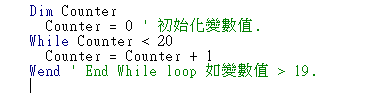 Dim Counter
Counter = 0 ' 初始化變數值.
While Counter < 20
Counter = Counter + 1
Wend ' End While loop 如變數值 > 19.